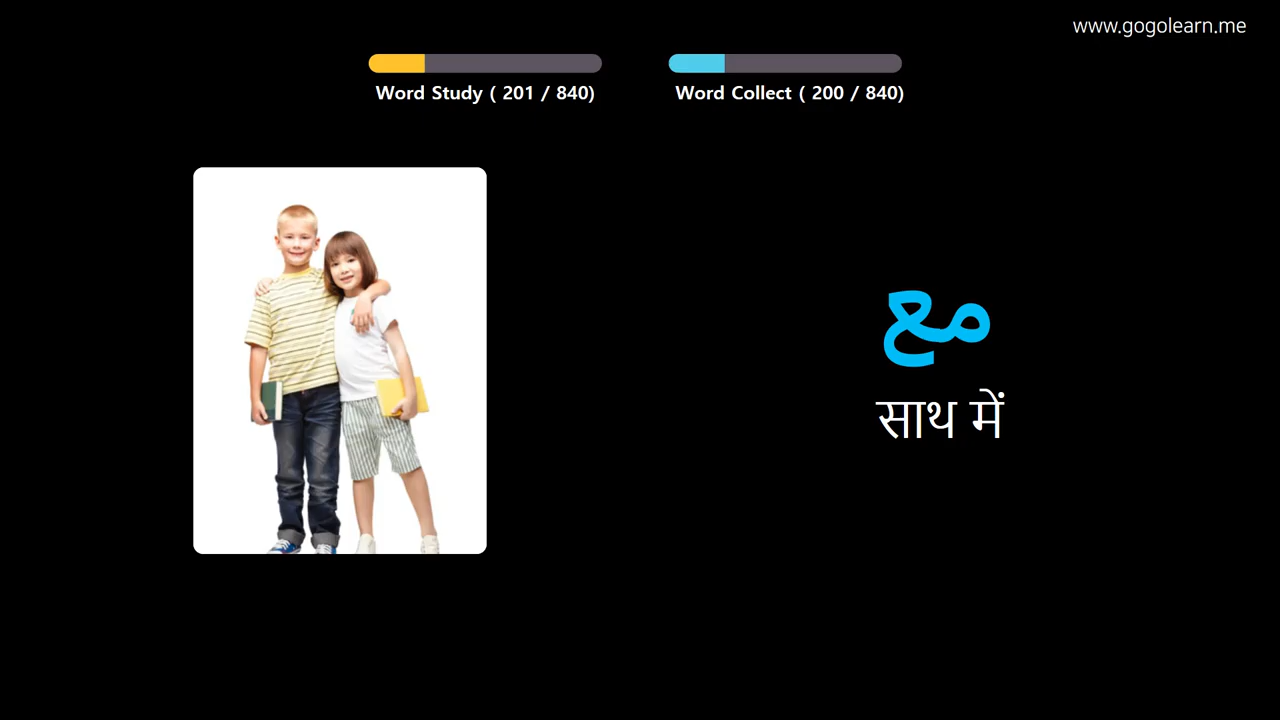 www.gogolearn.me
Word Study ( 201 / 840)
Word Collect ( 200 / 840)
مع
साथ में